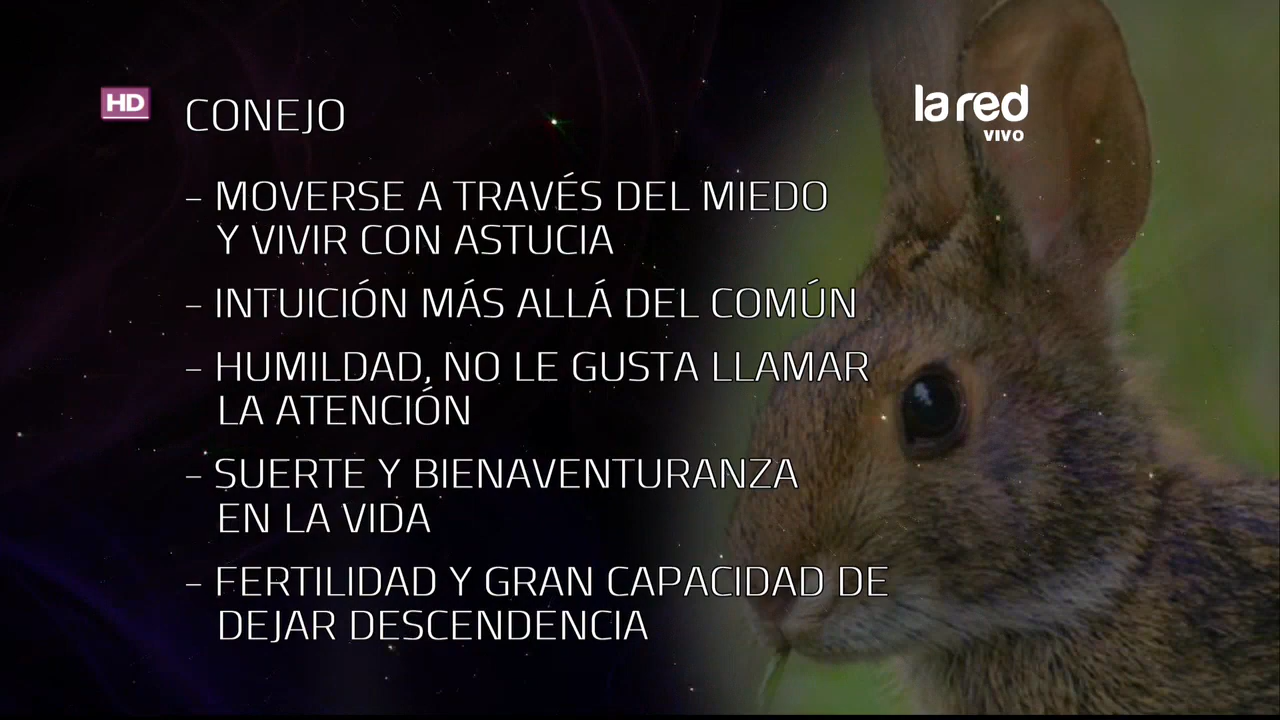 HD
CONEJO
la red
VIVO
– MOVERSE A TRAVÉS DEL MIEDO
Y VIVIR CON ASTUCIA
– INTUICIÓN MÁS ALLÁ DEL COMÚN
– HUMILDAD, NO LE GUSTA LLAMAR
LA ATENCIÓN
– SUERTE Y BIENAVENTURANZA
EN LA VIDA
– FERTILIDAD Y GRAN CAPACIDAD DE
DEJAR DESCENDENCIA